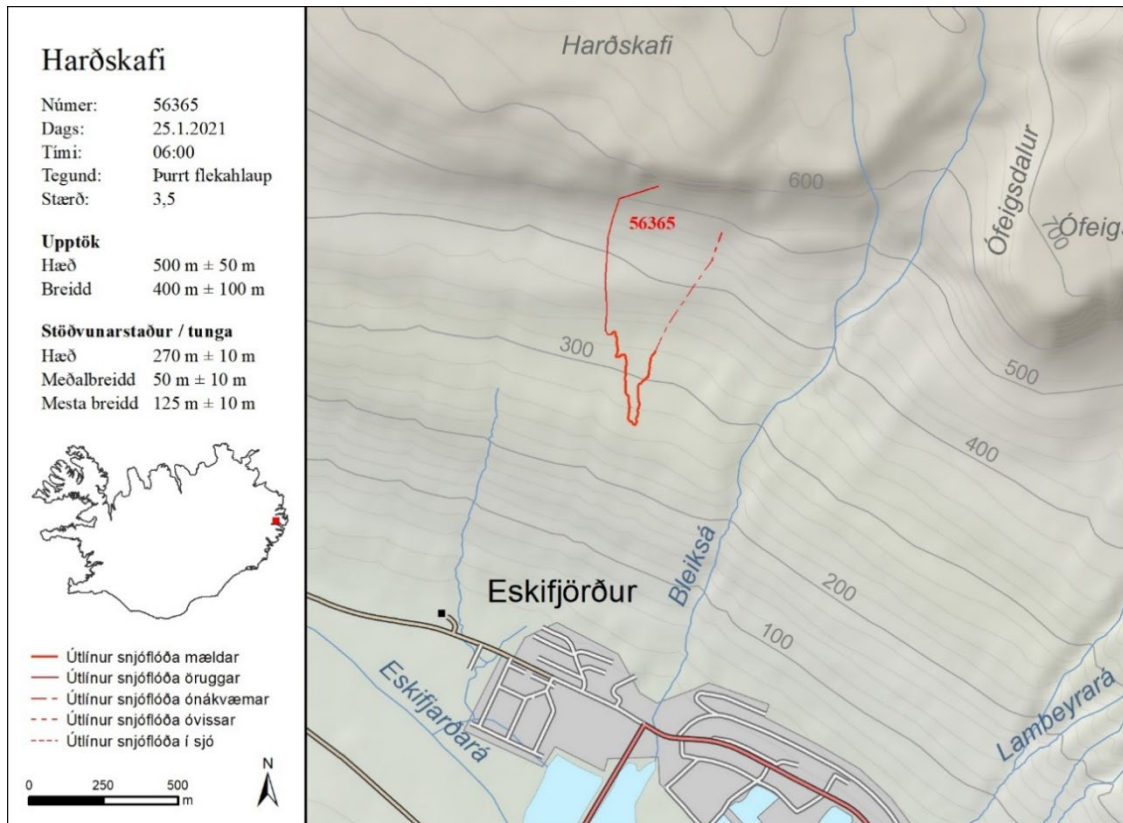 Harðskafi
Númer: 56365
Dags: 25.1.2021
Tími: 06:00
Tegund: Þurrt flekahlaup
Stærð: 3,5
Upptök
Hæð 500 m ± 50 m
Breidd 400 m ± 100 m
Stöðvunarstaður / tunga
Hæð 270 m ± 10 m
Meðalbreidd 50 m ± 10 m
Mesta breidd 125 m ± 10 m
Útlínur snjóflóða mældar
Útlínur snjóflóða öruggar
Útlínur snjóflóða ónákvæmar
Útlínur snjóflóða óvissar
Útlínur snjóflóða í sjó
N
0 250 500
m
Harðskafi
600
56365
Ófeigsdalur
700
Ófeigs
300
500
400
Bleiksá
Eskifjörður
200
100
Eskifjarðará
Lambeyrará